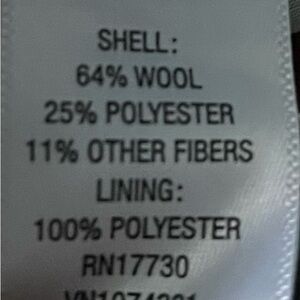 SHELL:
64% WOOL
25% POLYESTER
11% OTHER FIBERS
LINING:
100% POLYESTER
RN17730